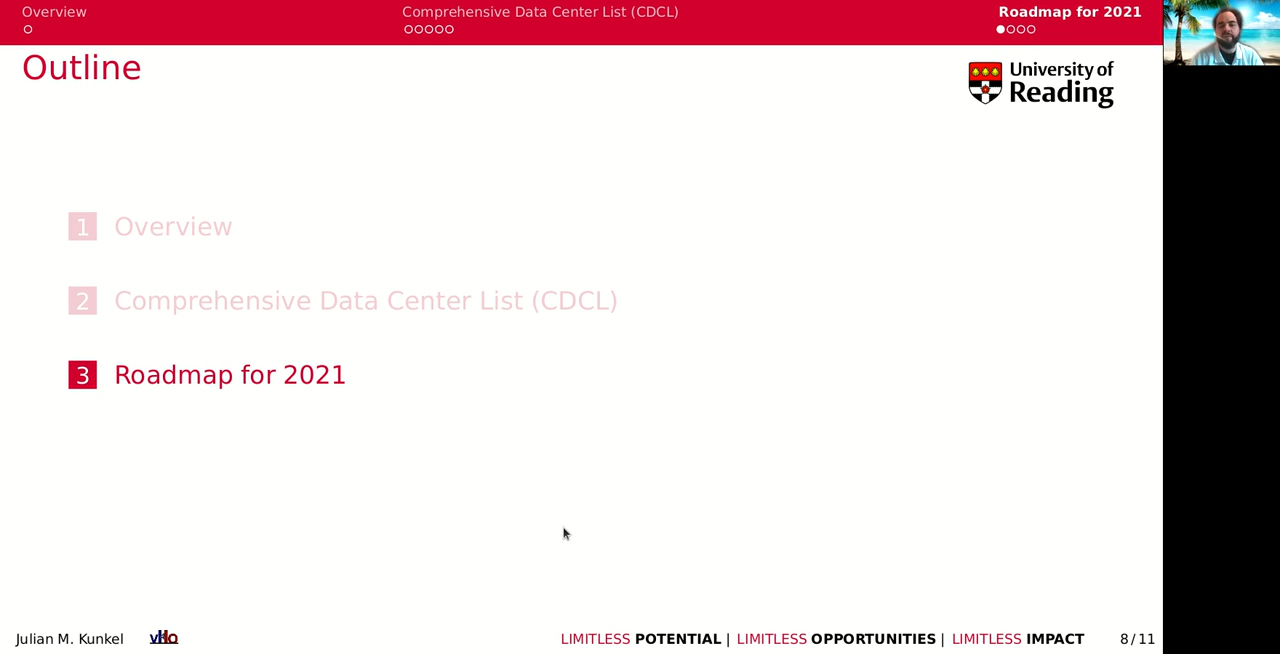 Overview
Comprehensive Data Center List (CDCL)
Roadmap for 2021
Outline
University of
Reading
1 Overview
2 Comprehensive Data Center List (CDCL)
3 Roadmap for 2021
Julian M. Kunkel
LIMITLESS POTENTIAL | LIMITLESS OPPORTUNITIES | LIMITLESS IMPACT
8/11